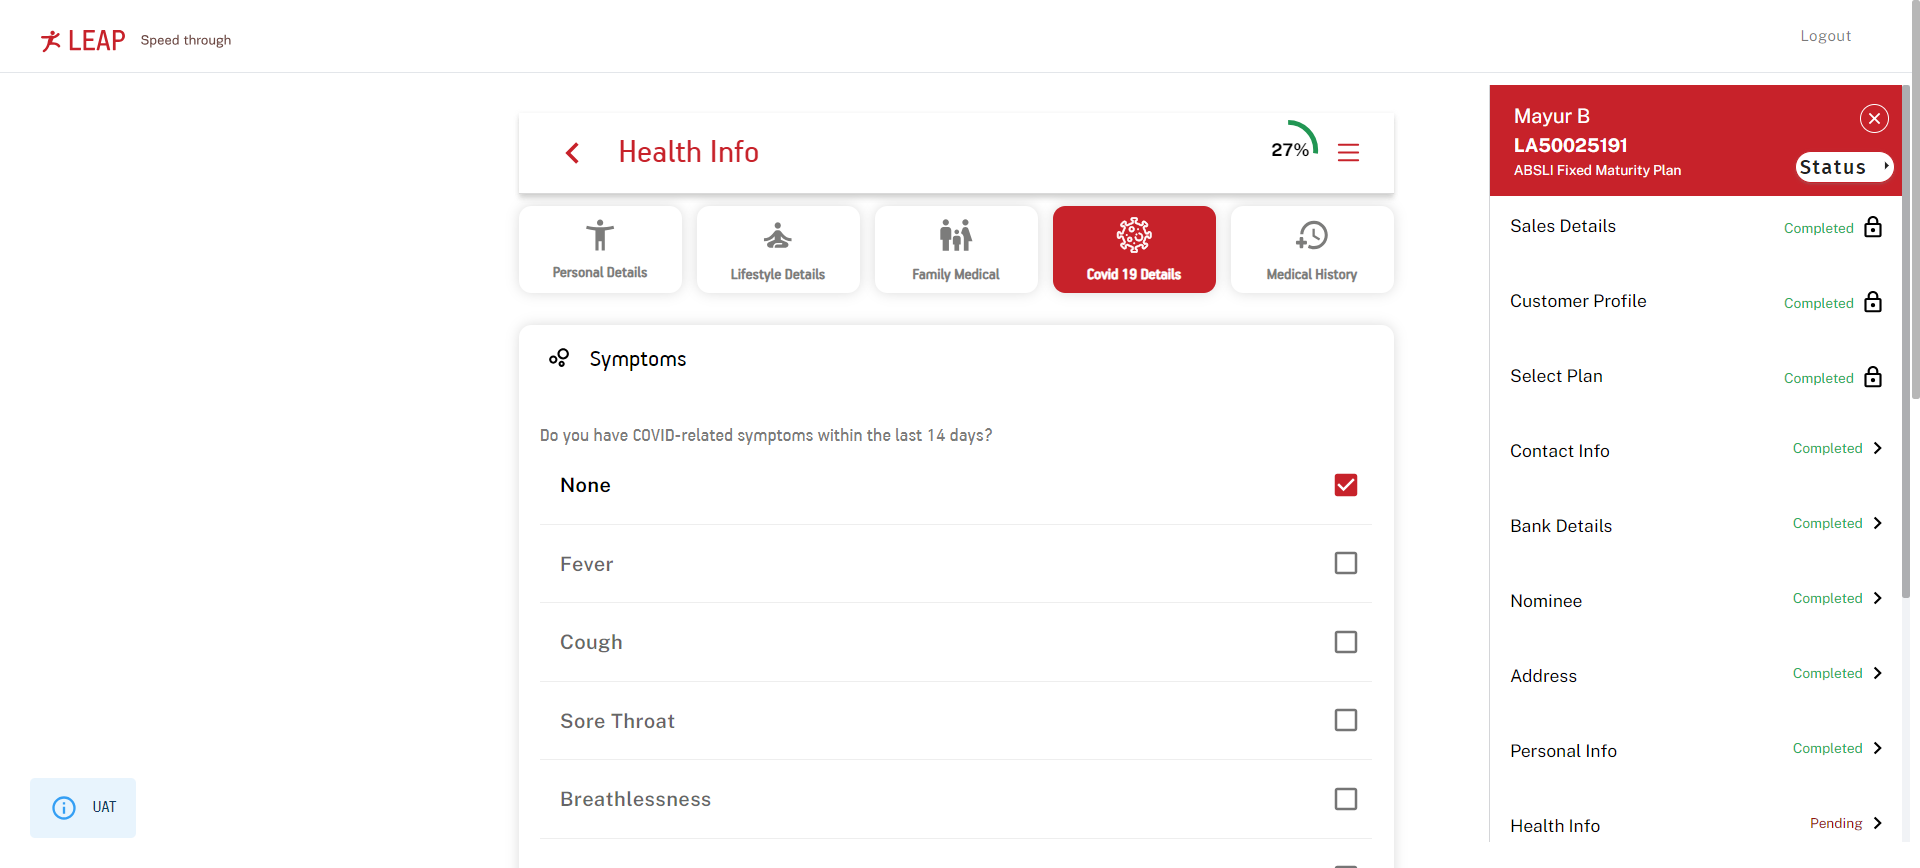 LEAP Speed through
Logout
Health Info
27%
Personal Details
Lifestyle Details
Family Medical
Covid 19 Details
Medical History
Symptoms
Do you have COVID-related symptoms within the last 14 days?
None
Fever
Cough
Sore Throat
Breathlessness
UAT
Mayur B
LA50025191
ABSLI Fixed Maturity Plan
Status
Sales Details Completed
Customer Profile Completed
Select Plan Completed
Contact Info Completed
Bank Details Completed
Nominee Completed
Address Completed
Personal Info Completed
Health Info Pending